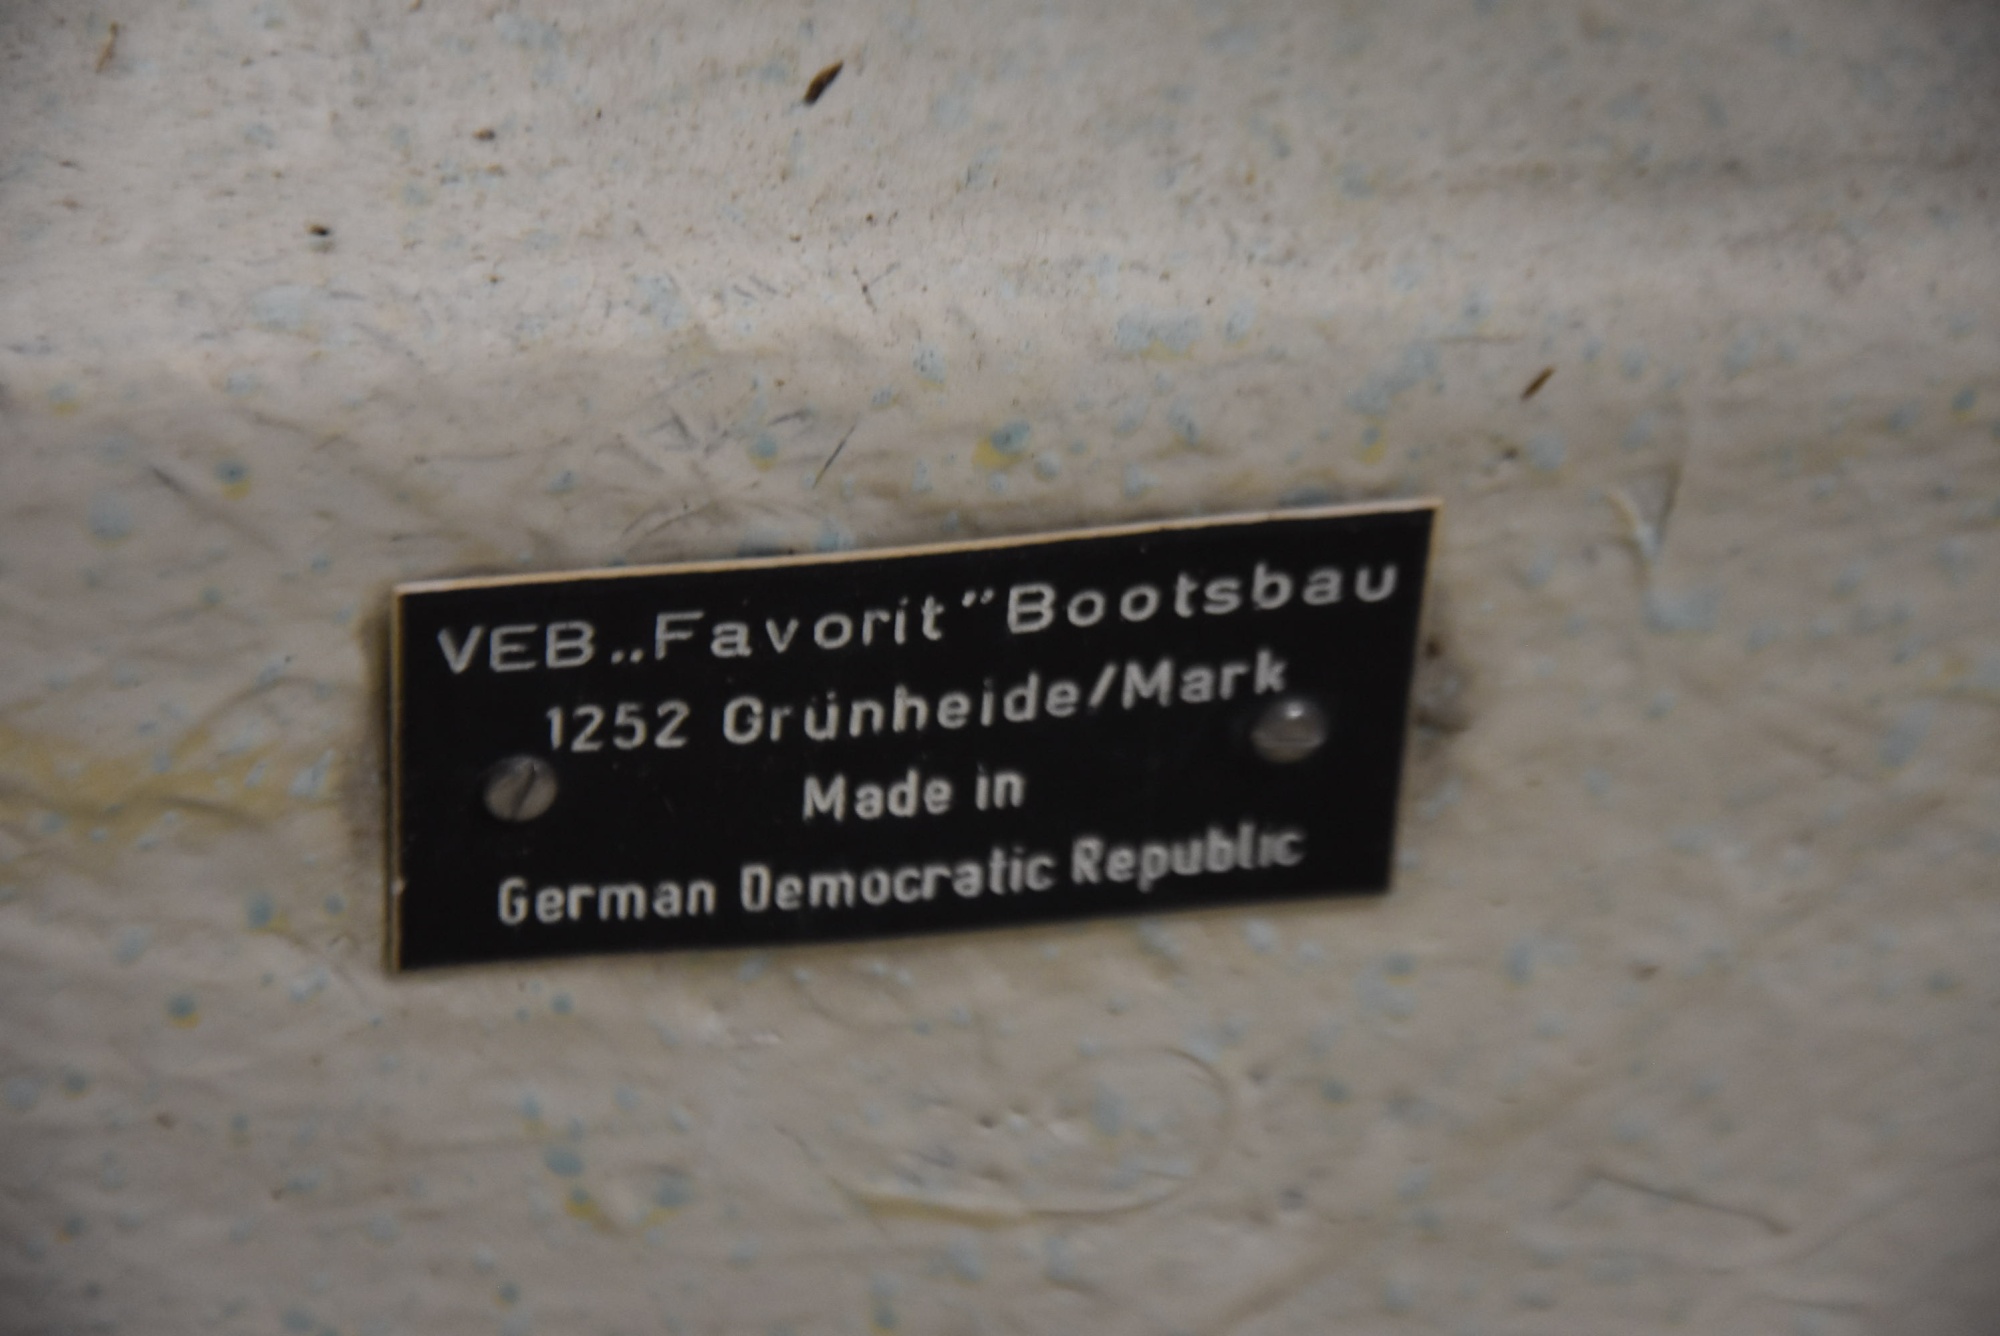 VEB „Favorit” Bootsbau
1252 Grünheide/Mark
Made in
German Democratic Republic